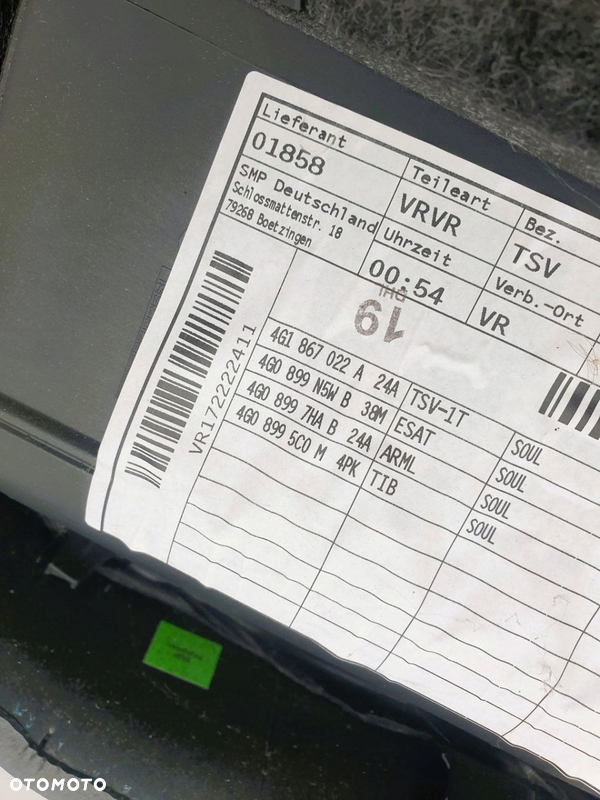 Lieferant
01858
SMP Deutschland
Schlossmattenstr. 18
79268 Boetzingen
Teileart
VRVR
Uhrzeit
00:54
Bez.
TSV
Verb.-Ort
VR
19
VR172222411
4G1 867 022 A 24A TSV-1T SOUL
4G0 899 N5W B 38M ESAT SOUL
4G0 899 7HA B 24A ARML SOUL
4G0 899 5C0 M 4PK TIB SOUL
OTOMOTO